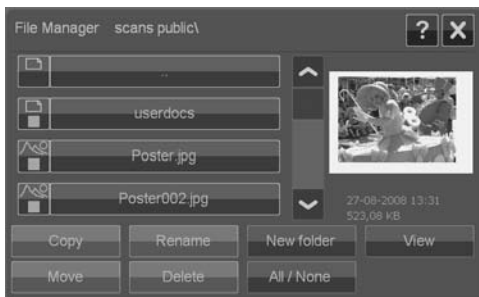 File Manager scans public\ ? X
..
userdocs
Poster.jpg
Poster002.jpg
27-08-2008 13:31
523,08 KB
Copy Rename New folder View
Move Delete All / None